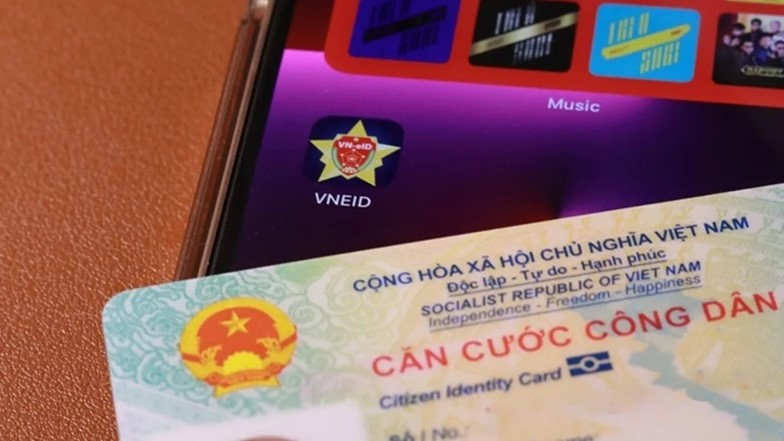 Music
VN-eID
VNEID
CỘNG HÒA XÃ HỘI CHỦ NGHĨA VIỆT NAM
Độc lập - Tự do - Hạnh phúc
SOCIALIST REPUBLIC OF VIET NAM
Independence - Freedom - Happiness
CĂN CƯỚC CÔNG DÂN
Citizen Identity Card
Số / No.: